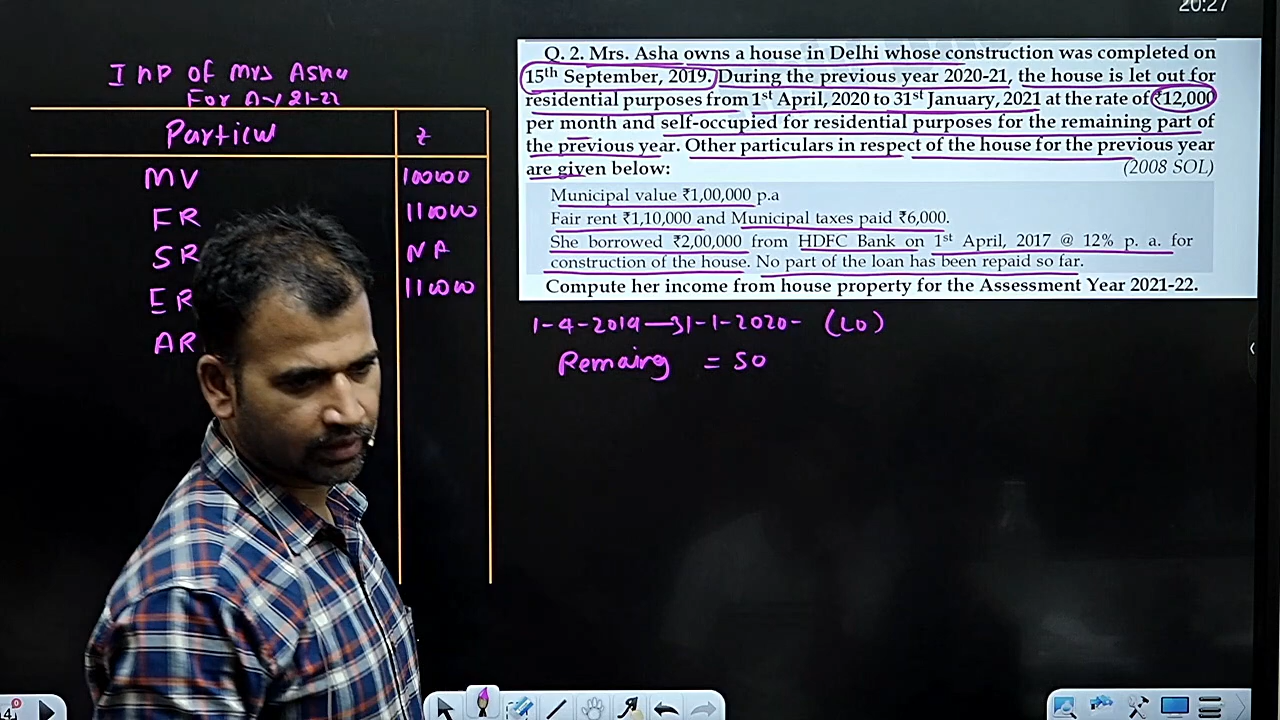 20:27
I HP of Mrs Asha
For A-y 21-22
Particul ₹
MV 100000
FR 110000
SR NA
ER 110000
AR
Q. 2. Mrs. Asha owns a house in Delhi whose construction was completed on
15th September, 2019. During the previous year 2020-21, the house is let out for
residential purposes from 1st April, 2020 to 31st January, 2021 at the rate of ₹12,000
per month and self-occupied for residential purposes for the remaining part of
the previous year. Other particulars in respect of the house for the previous year
are given below: (2008 SOL)
Municipal value ₹1,00,000 p.a
Fair rent ₹1,10,000 and Municipal taxes paid ₹6,000.
She borrowed ₹2,00,000 from HDFC Bank on 1st April, 2017 @ 12% p. a. for
construction of the house. No part of the loan has been repaid so far.
Compute her income from house property for the Assessment Year 2021-22.
1-4-2019—31-1-2020- (LO)
Remaing = SO